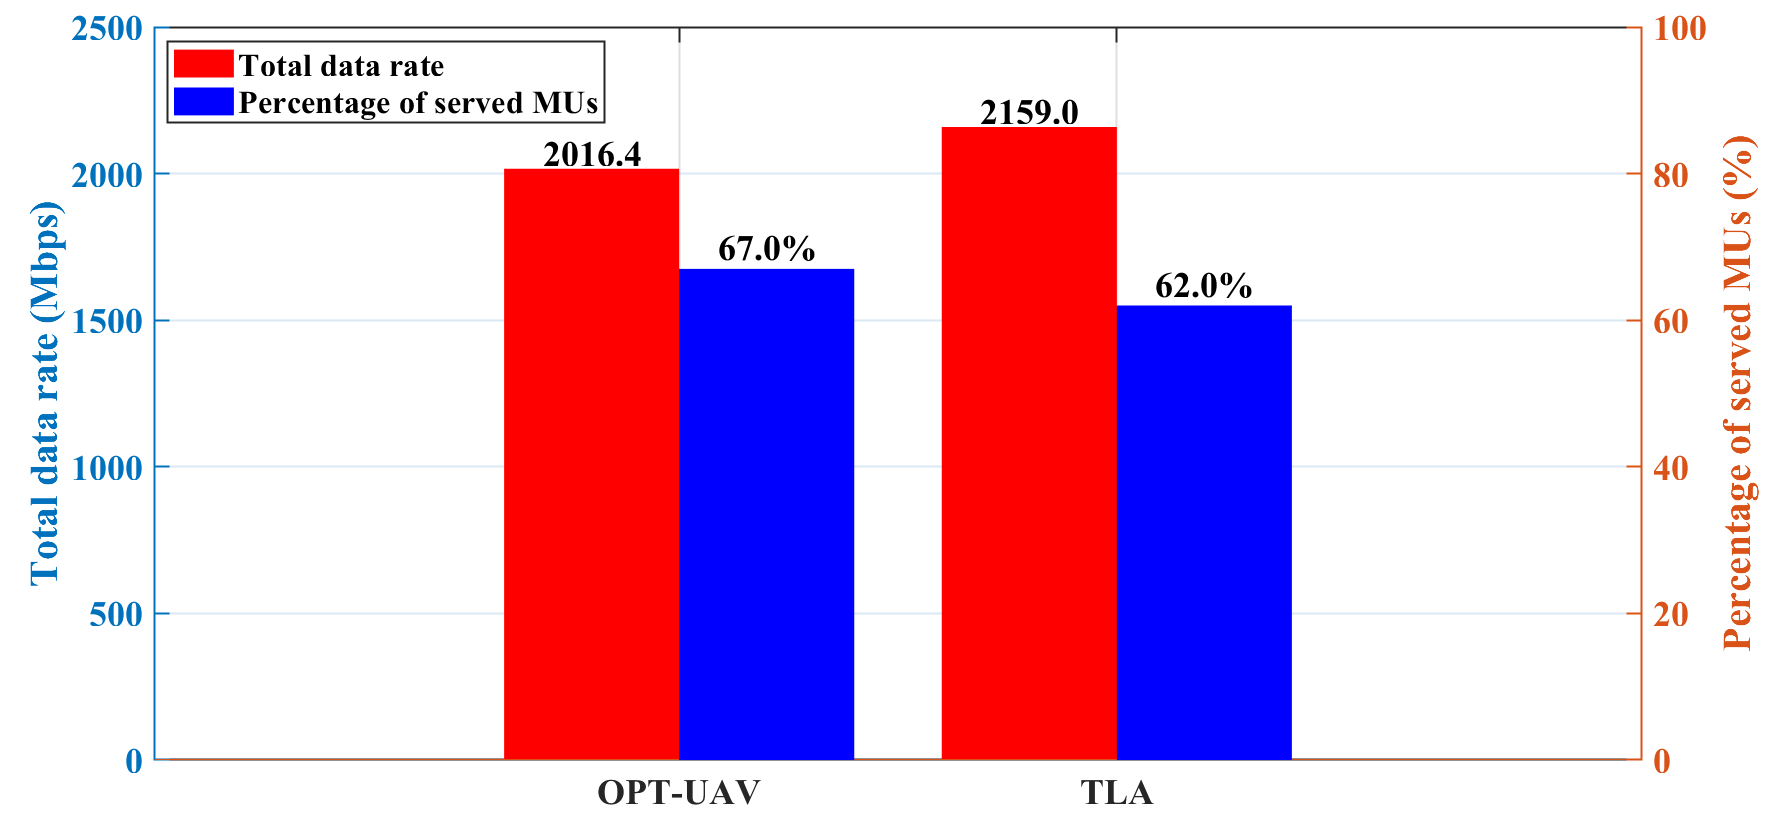 2500
2000
1500
1000
500
0
Total data rate (Mbps)
Total data rate
Percentage of served MUs
2016.4
67.0%
2159.0
62.0%
OPT-UAV
TLA
100
80
60
40
20
0
Percentage of served MUs (%)